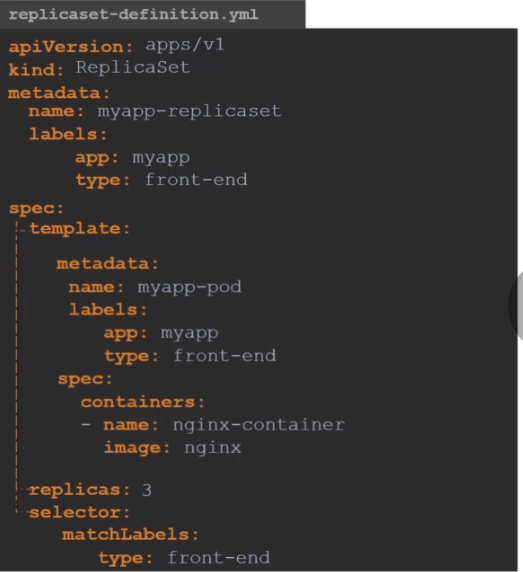 replicaset-definition.yml
apiVersion: apps/v1
kind: ReplicaSet
metadata:
name: myapp-replicaset
labels:
app: myapp
type: front-end
spec:
template:
metadata:
name: myapp-pod
labels:
app: myapp
type: front-end
spec:
containers:
- name: nginx-container
image: nginx
replicas: 3
selector:
matchLabels:
type: front-end